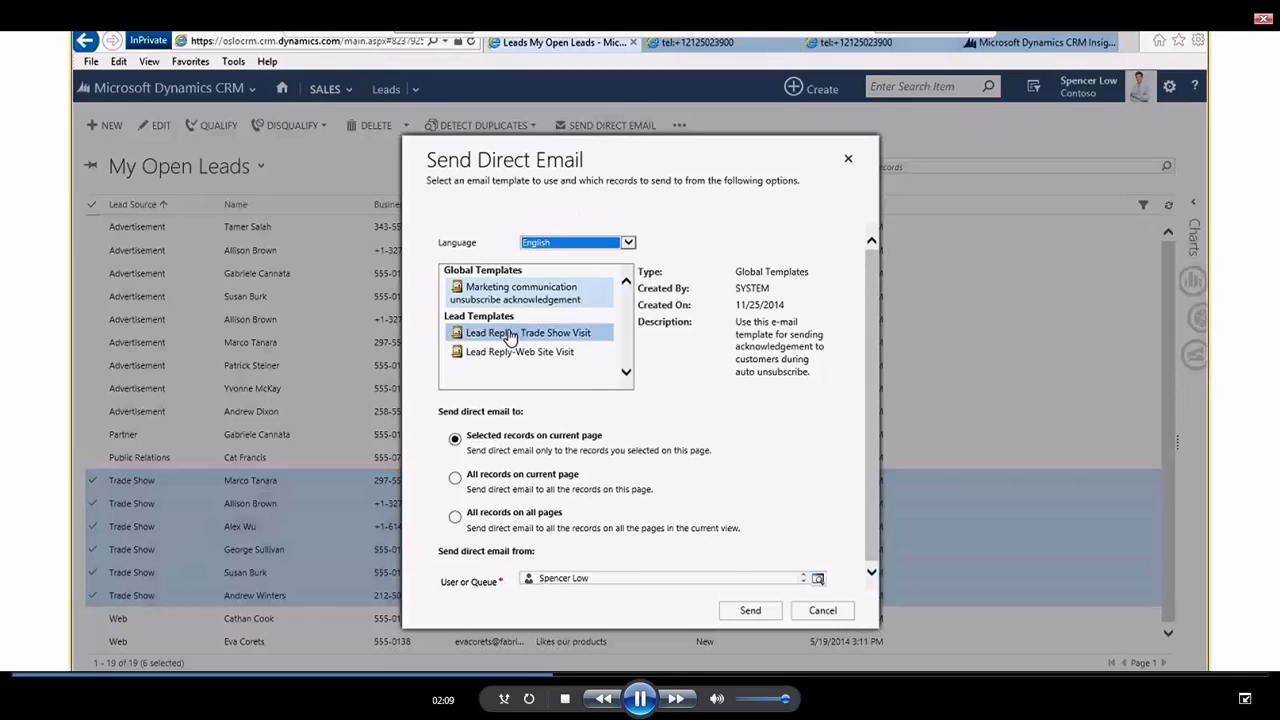 InPrivate https://oslocrm.crm.dynamics.com/main.aspx#8237925 Leads My Open Leads - Mic... tel:+12125023900 tel:+12125023900 Microsoft Dynamics CRM Insig...
File Edit View Favorites Tools Help
Microsoft Dynamics CRM SALES Leads Create Enter Search Item Spencer Low
Contoso ?
NEW EDIT QUALIFY DISQUALIFY DELETE DETECT DUPLICATES SEND DIRECT EMAIL
My Open Leads
Lead Source Name
Advertisement Tamer Salah 343-55
Advertisement Allison Brown +1-327
Advertisement Gabriele Cannata 555-01
Advertisement Susan Burk 555-01
Advertisement Marco Tanara 555-01
Advertisement Patrick Steiner 555-01
Advertisement Yvonne McKay 555-01
Advertisement Andrew Dixon 555-01
Partner Gabriele Cannata 555-01
Public Relations Cat Francis 555-01
Trade Show Marco Tanara 297-55
Trade Show Allison Brown +1-327
Trade Show Alex Wu +1-614
Trade Show George Sullivan 555-01
Trade Show Susan Burk 555-01
Trade Show Andrew Winters 212-50
Web Cathan Cook 555-01
Web Eva Corets 555-0138 evacorets@fabri... Likes our products New 5/19/2014 3:11 PM
1 - 19 of 19 (6 selected) Page 1
Charts
Send Direct Email
Select an email template to use and which records to send to from the following options.
Language English
Global Templates
Marketing communication
unsubscribe acknowledgement
Lead Templates
Lead Reply- Trade Show Visit
Lead Reply-Web Site Visit
Type: Global Templates
Created By: SYSTEM
Created On: 11/25/2014
Description: Use this e-mail
template for sending
acknowledgement to
customers during
auto unsubscribe.
Send direct email to:
Selected records on current page
Send direct email only to the records you selected on this page.
All records on current page
Send direct email to all the records on this page.
All records on all pages
Send direct email to all the records on all the pages in the current view.
Send direct email from:
User or Queue * Spencer Low
Send Cancel
02:09